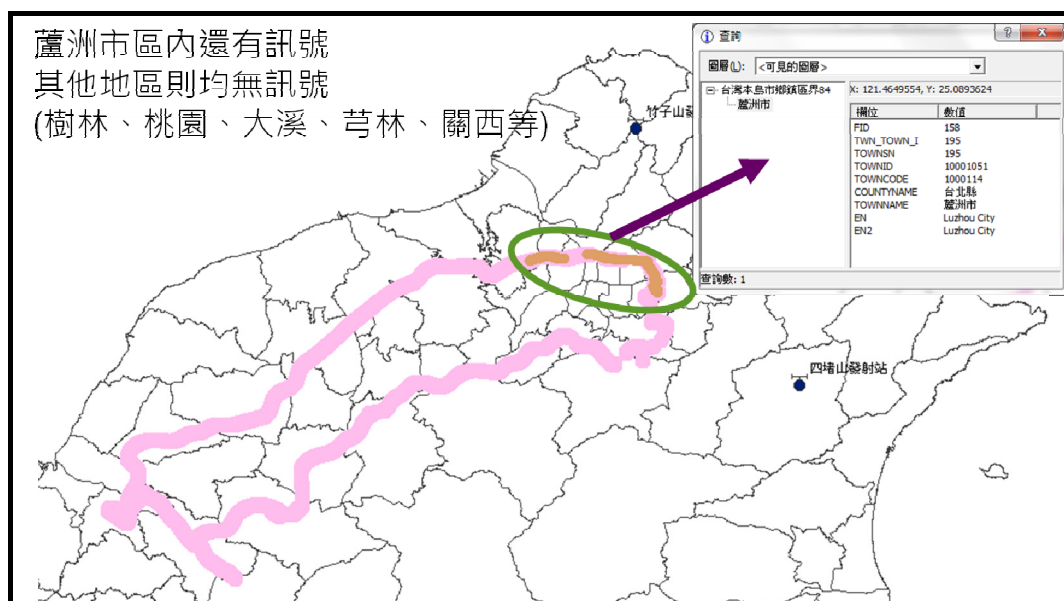 蘆洲市區內還有訊號
其他地區則均無訊號
(樹林、桃園、大溪、芎林、關西等)
竹子山發
四堵山發射站
查詢
圖層(L): <可見的圖層>
台灣本島市鄉鎮區界84
蘆洲市
X: 121.4649554, Y: 25.0893624
欄位 數值
FID 158
TWN_TOWN_I 195
TOWNSN 195
TOWNID 10001051
TOWNCODE 1000114
COUNTYNAME 台北縣
TOWNNAME 蘆洲市
EN Luzhou City
EN2 Luzhou City
查詢數: 1